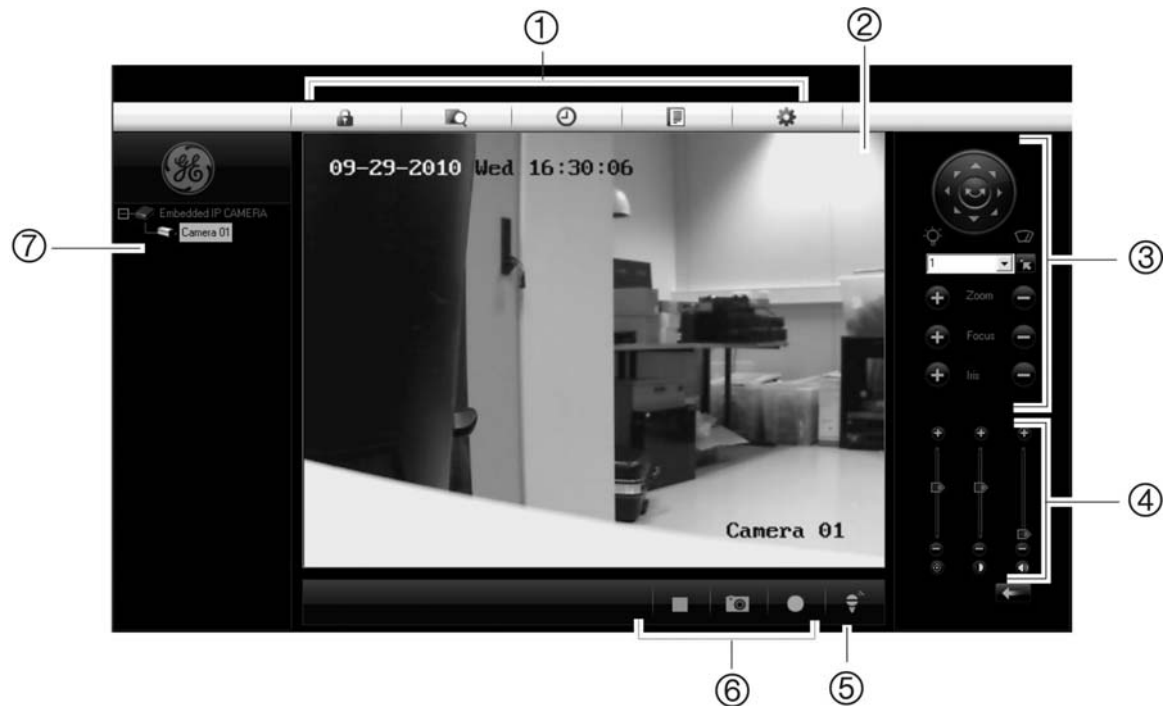 ①
②
09-29-2010 Wed 16:30:06
GE
Embedded IP CAMERA
Camera 01
⑦
③
1
Zoom
Focus
Iris
④
Camera 01
⑥
⑤